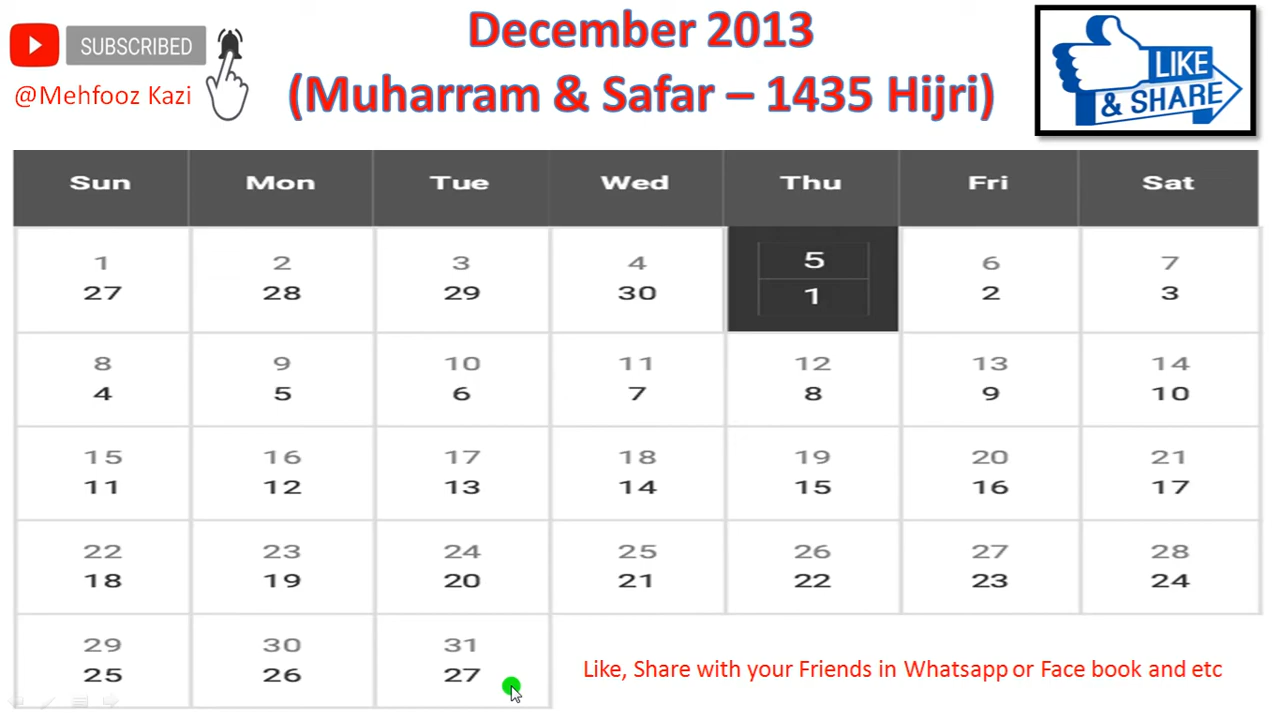 SUBSCRIBED
@Mehfooz Kazi
December 2013
(Muharram & Safar – 1435 Hijri)
LIKE
& SHARE
Sun Mon Tue Wed Thu Fri Sat
1 2 3 4 5 6 7
27 28 29 30 1 2 3
8 9 10 11 12 13 14
4 5 6 7 8 9 10
15 16 17 18 19 20 21
11 12 13 14 15 16 17
22 23 24 25 26 27 28
18 19 20 21 22 23 24
29 30 31
25 26 27
Like, Share with your Friends in Whatsapp or Face book and etc